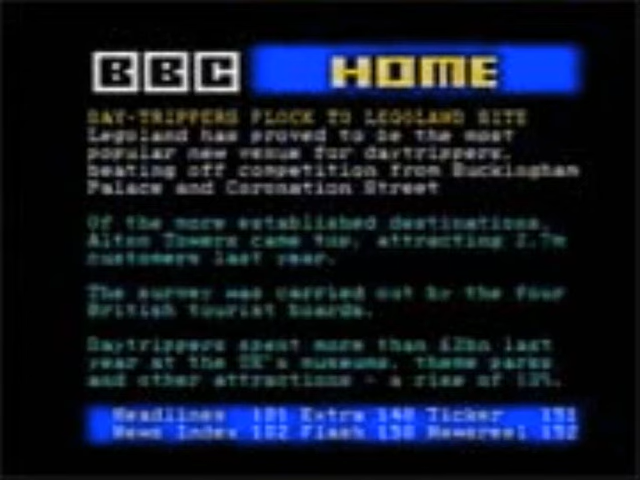 BBC HOME
DAY-TRIPPERS FLOCK TO LEGOLAND SITE
Legoland has proved to be the most
popular new venue for daytrippers,
beating off competition from Buckingham
Palace and Coronation Street
Of the more established destinations,
Alton Towers came top, attracting 2.7m
customers last year.
The survey was carried out by the four
British tourist boards.
Daytrippers spent more than £2bn last
year at the UK's museums, theme parks
and other attractions - a rise of 12%.
Headlines 101 Extra 140 Ticker 151
News Index 102 Flash 150 Newsreel 152